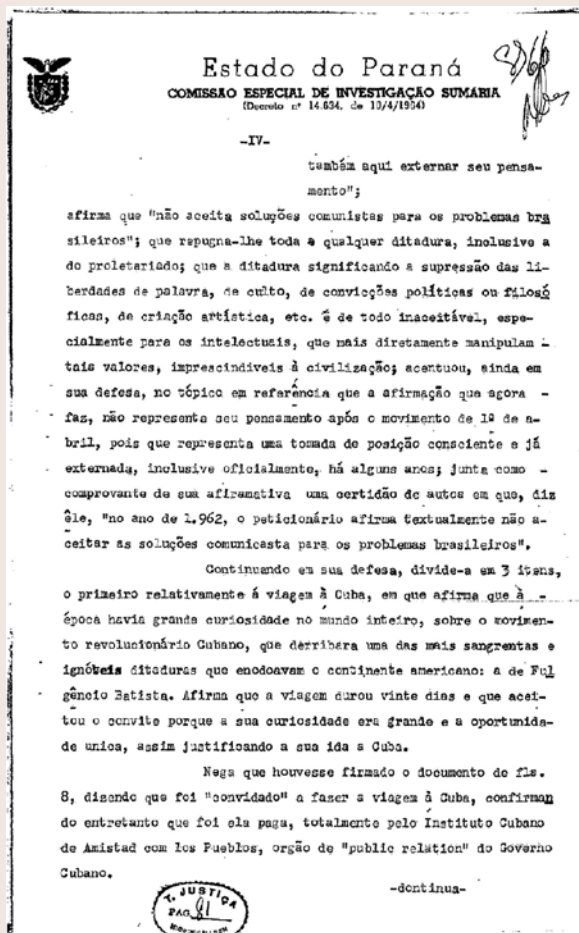 Estado do Paraná
COMISSAO ESPECIAL DE INVESTIGAÇÃO SUMÁRIA
(Decreto nº 14.634, de 10/4/1964)
-IV-
também aqui externar seu pensa-
mento";
afirma que "não aceita soluções comunistas para os problemas bra
sileiros"; que repugna-lhe toda e qualquer ditadura, inclusive a
do proletariado; que a ditadura significando a supressão das li-
berdades de palavra, de culto, de convicções políticas ou filosó
ficas, de criação artística, etc. é de todo inaceitável, espe-
cialmente para os intelectuais, que mais diretamente manipulam -
tais valores, imprescindíveis à civilização; acentuou, ainda em
sua defesa, no tópico em referência que a afirmação que agora -
faz, não representa seu pensamento após o movimento de 1º de a-
bril, pois que representa uma tomada de posição consciente e já
externada, inclusive oficialmente, há alguns anos; junta como -
comprovante de sua afiramativa uma certidão de autos em que, diz
êle, "no ano de 1.962, o peticionário afirma textualmente não a-
ceitar as soluções comunicasta para os problemas brasileiros".
Continuando em sua defesa, divide-a em 3 itens,
o primeiro relativamente á viagem à Cuba, em que afirma que à -
época havia grande curiosidade no mundo inteiro, sobre o movimen-
to revolucionário Cubano, que derribara uma das mais sangrentas e
ignóbeis ditaduras que enodoavam o continente americano: a de Ful
gêncio Batista. Afirma que a viagem durou vinte dias e que acei-
tou o convite porque a sua curiosidade era grande e a oportunida-
de unica, assim justificando a sua ida a Cuba.
Nega que houvesse firmado o documento de fls.
8, dizendo que foi "convidado" a fazer a viagem à Cuba, confirman
do entretanto que foi ela paga, totalmente pelo Instituto Cubano
de Amistad com los Pueblos, orgão de "public relation" do Governo
Cubano.
-dontinua-
T. JUSTIÇA
PAG. 81